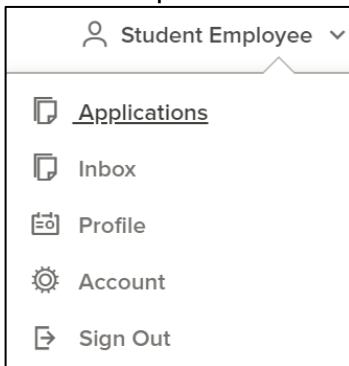 Student Employee
Applications
Inbox
Profile
Account
Sign Out